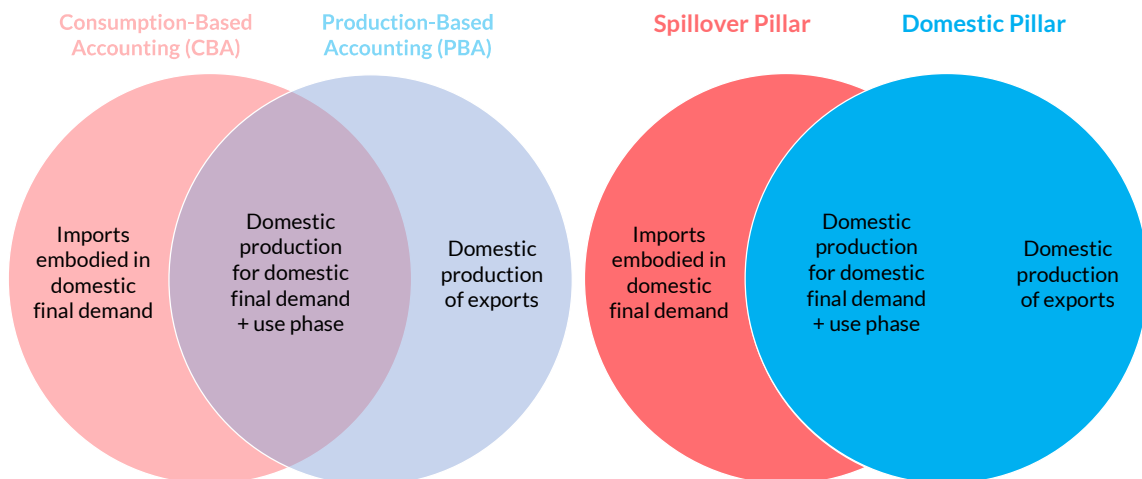 Consumption-Based
Accounting (CBA)
Production-Based
Accounting (PBA)
Imports
embodied in
domestic
final demand
Domestic
production
for domestic
final demand
+ use phase
Domestic
production
of exports
Spillover Pillar
Domestic Pillar
Imports
embodied in
domestic
final demand
Domestic
production
for domestic
final demand
+ use phase
Domestic
production
of exports